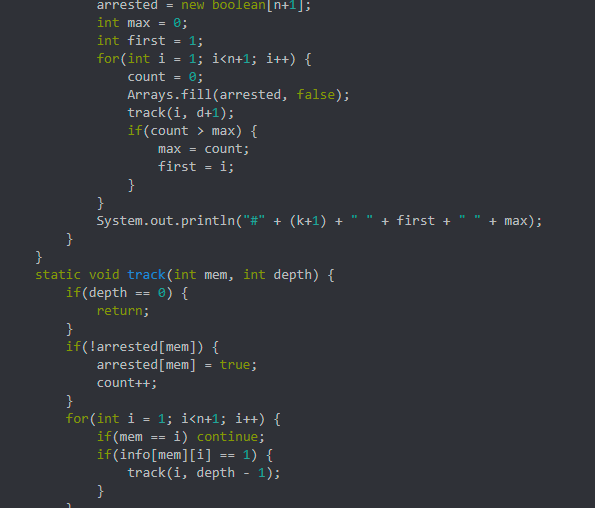 arrested = new boolean[n+1];
int max = 0;
int first = 1;
for(int i = 1; i<n+1; i++) {
count = 0;
Arrays.fill(arrested, false);
track(i, d+1);
if(count > max) {
max = count;
first = i;
}
}
System.out.println("#" + (k+1) + " " + first + " " + max);
}
}
static void track(int mem, int depth) {
if(depth == 0) {
return;
}
if(!arrested[mem]) {
arrested[mem] = true;
count++;
}
for(int i = 1; i<n+1; i++) {
if(mem == i) continue;
if(info[mem][i] == 1) {
track(i, depth - 1);
}
}